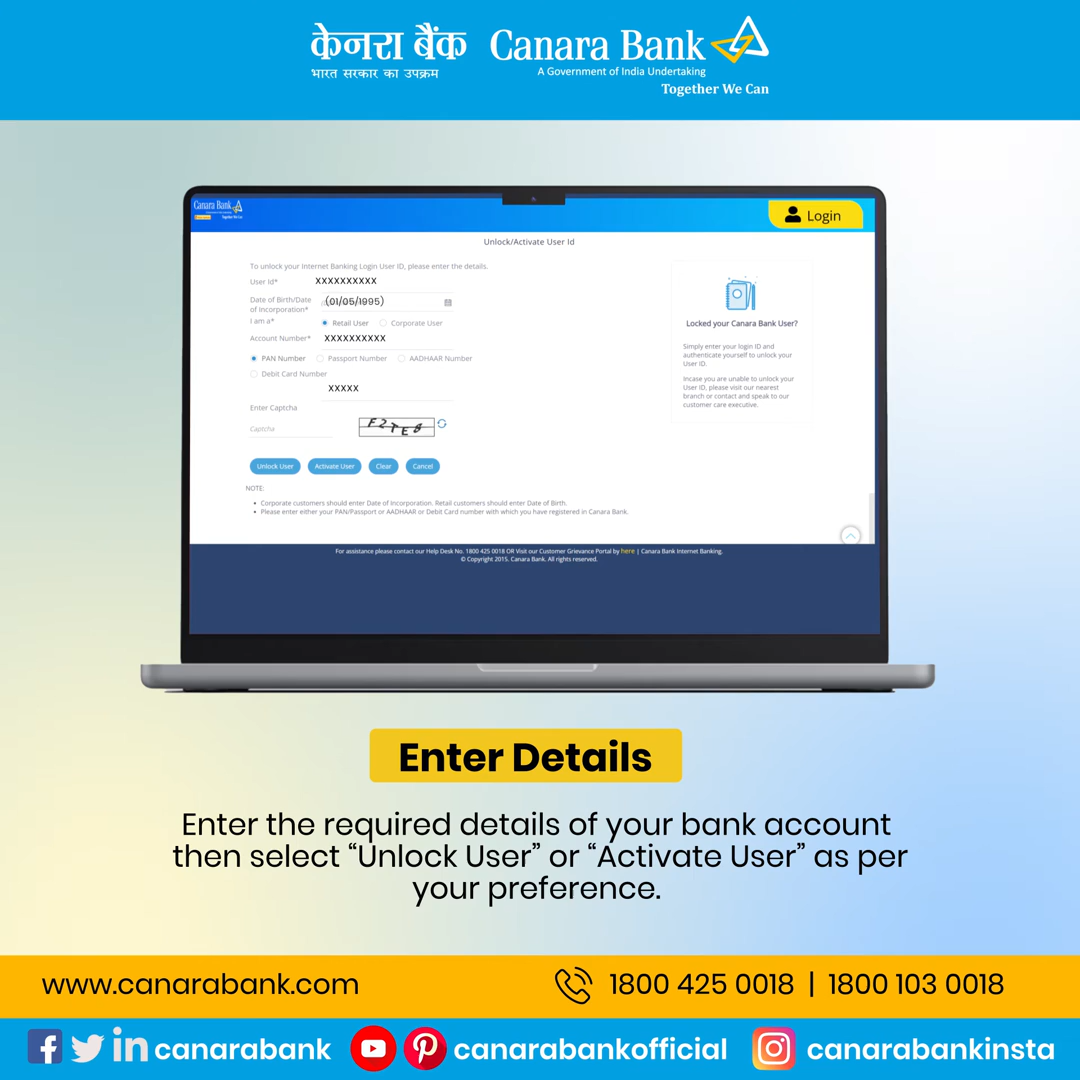 केनरा बैंक Canara Bank
भारत सरकार का उपक्रम A Government of India Undertaking
Together We Can
Canara Bank
Together We Can
Login
Unlock/Activate User Id
To unlock your Internet Banking Login User ID, please enter the details.
User Id* XXXXXXXXXX
Date of Birth/Date of Incorporation* (01/05/1995)
I am a* Retail User Corporate User
Account Number* XXXXXXXXXX
PAN Number Passport Number AADHAAR Number
Debit Card Number
XXXXX
Enter Captcha
Captcha
Unlock User Activate User Clear Cancel
NOTE:
Corporate customers should enter Date of Incorporation. Retail customers should enter Date of Birth.
Please enter either your PAN/Passport or AADHAAR or Debit Card number with which you have registered in Canara Bank.
Locked your Canara Bank User?
Simply enter your login ID and
authenticate yourself to unlock your
User ID.
Incase you are unable to unlock your
User ID, please visit our nearest
branch or contact and speak to our
customer care executive.
For assistance please contact our Help Desk No. 1800 425 0018 OR Visit our Customer Grievance Portal by here | Canara Bank Internet Banking.
© Copyright 2015. Canara Bank. All rights reserved.
Enter Details
Enter the required details of your bank account
then select “Unlock User” or “Activate User” as per
your preference.
www.canarabank.com 1800 425 0018 | 1800 103 0018
canarabank canarabankofficial canarabankinsta